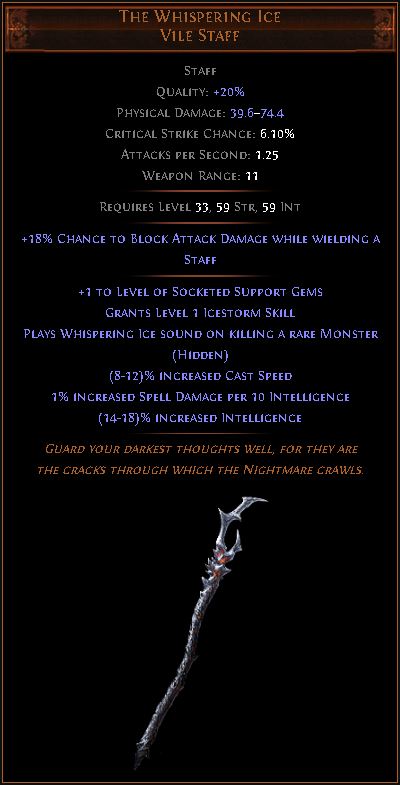 The Whispering Ice
Vile Staff
Staff
Quality: +20%
Physical Damage: 39.6–74.4
Critical Strike Chance: 6.10%
Attacks per Second: 1.25
Weapon Range: 11
Requires Level 33, 59 Str, 59 Int
+18% Chance to Block Attack Damage while wielding a
Staff
+1 to Level of Socketed Support Gems
Grants Level 1 Icestorm Skill
Plays Whispering Ice sound on killing a rare Monster
(Hidden)
(8-12)% increased Cast Speed
1% increased Spell Damage per 10 Intelligence
(14-18)% increased Intelligence
Guard your darkest thoughts well, for they are
the cracks through which the Nightmare crawls.